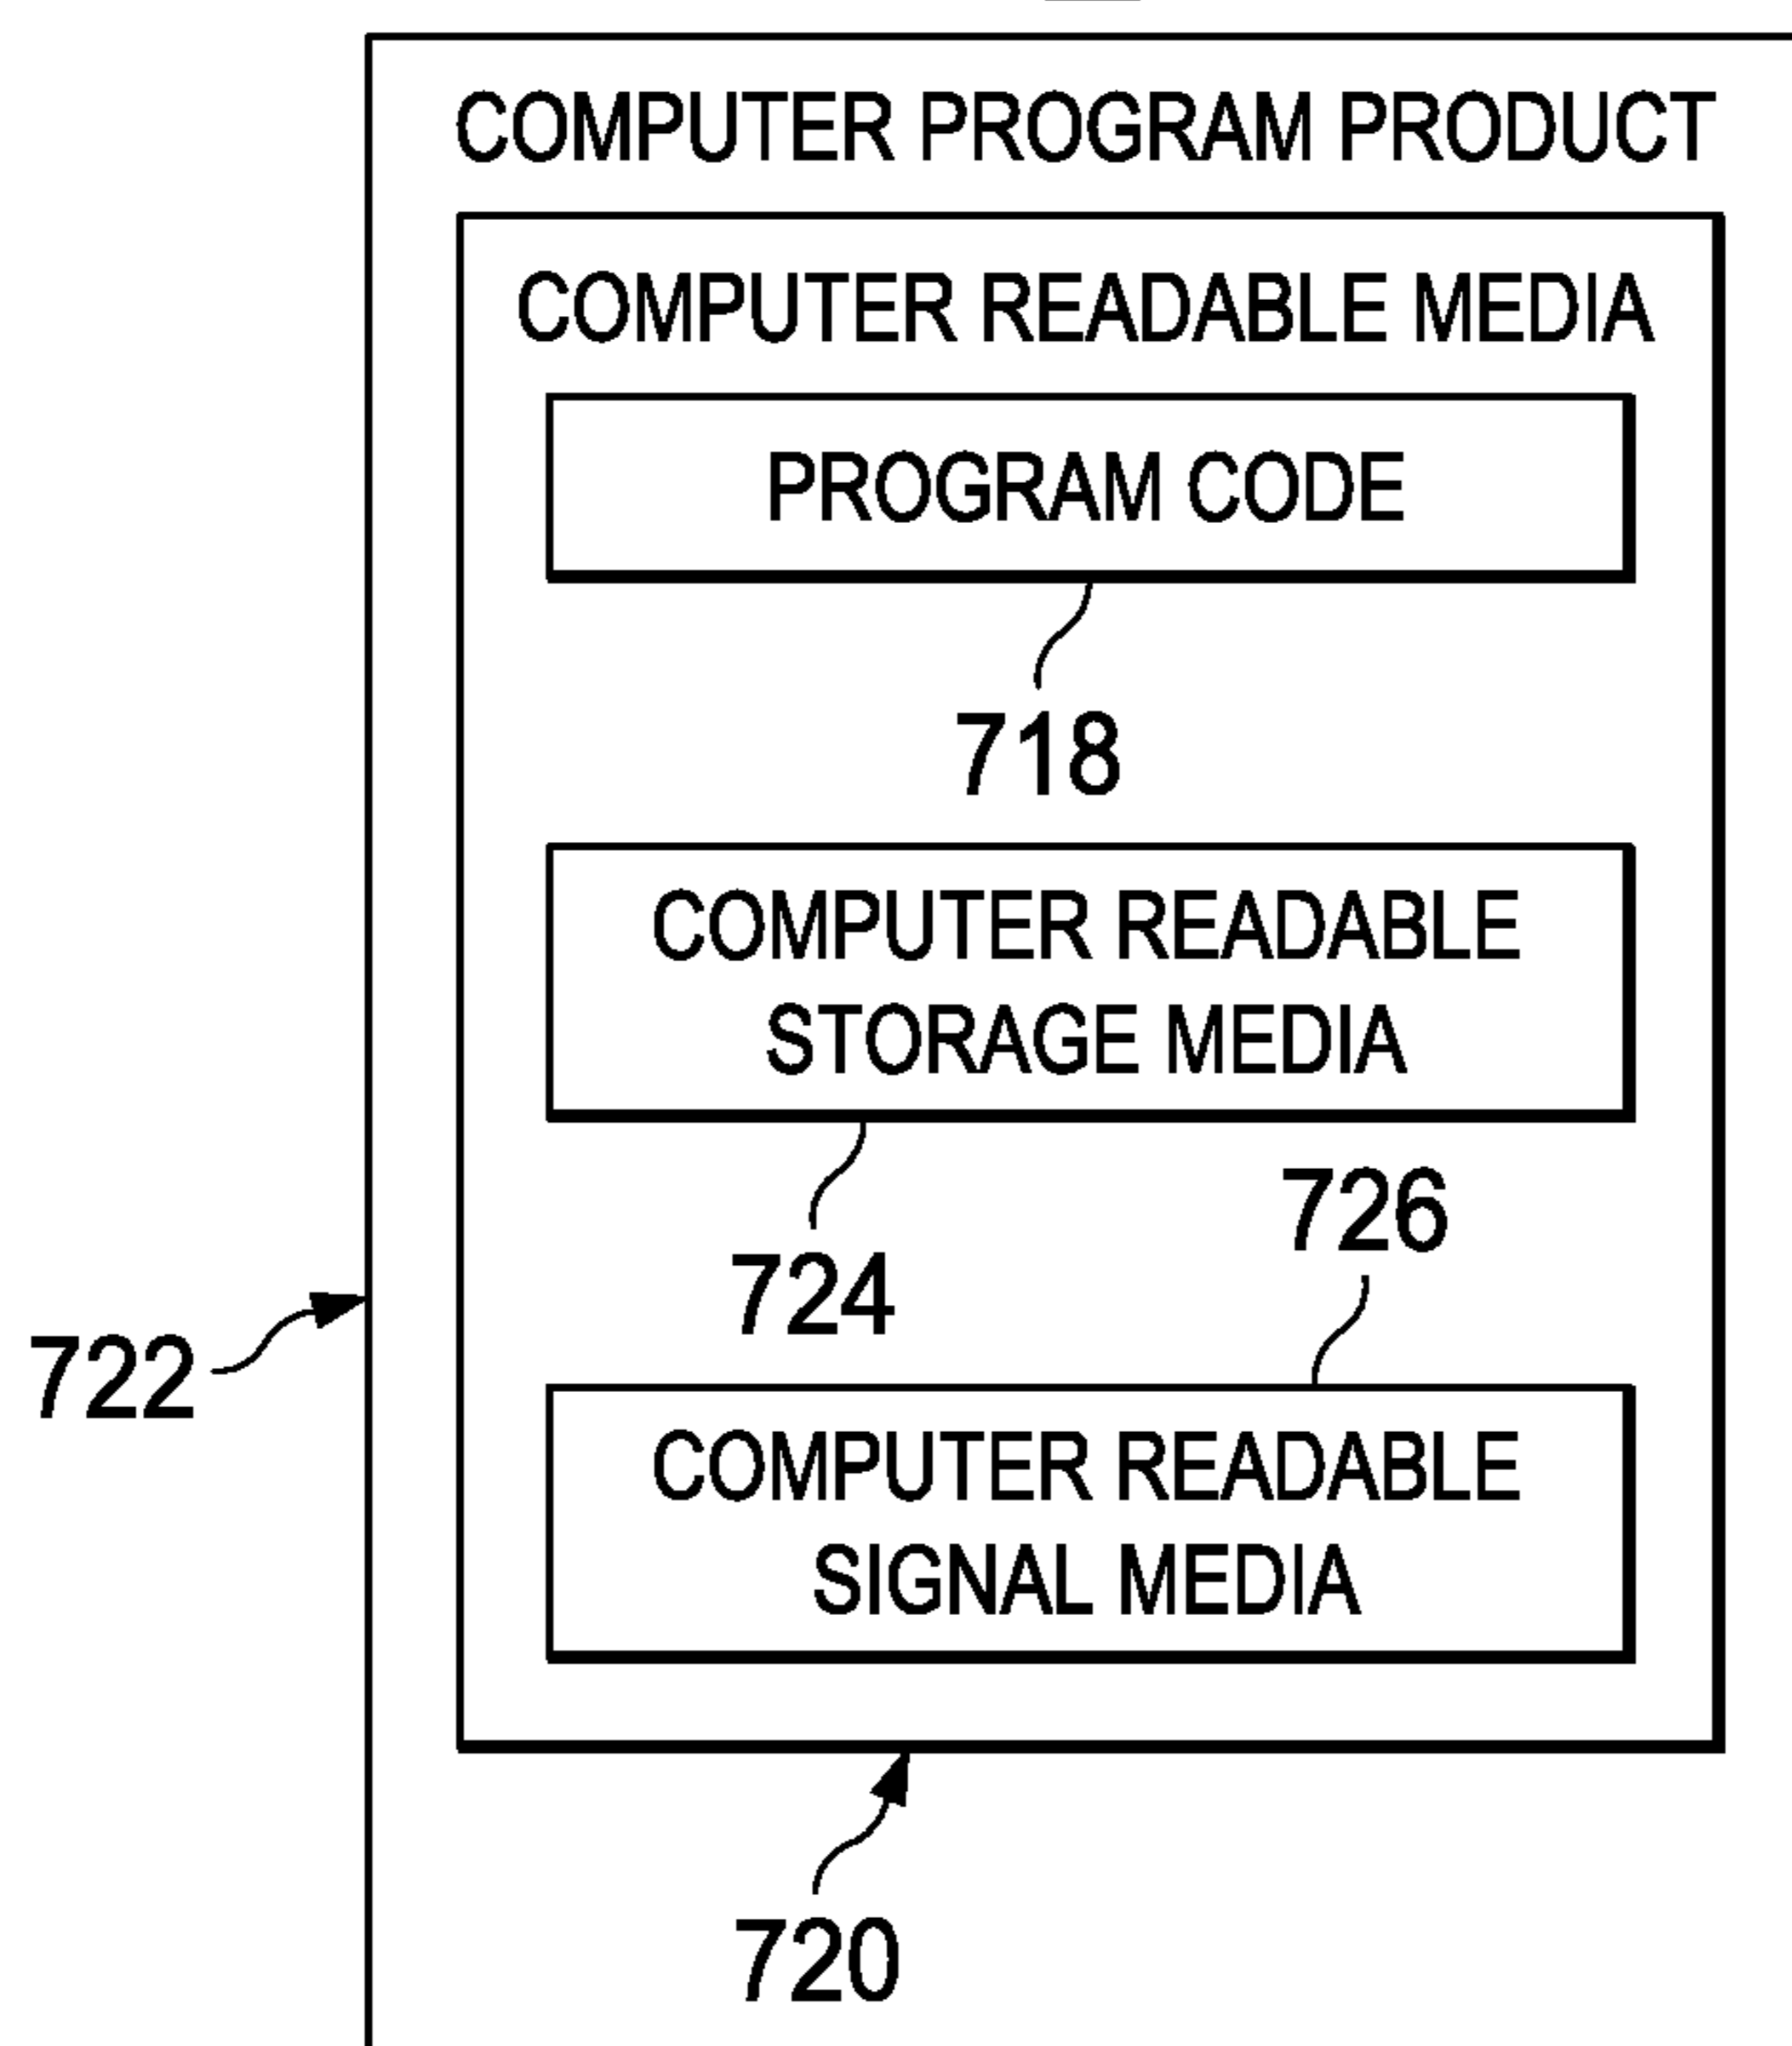 COMPUTER PROGRAM PRODUCT
COMPUTER READABLE MEDIA
PROGRAM CODE
718
COMPUTER READABLE
STORAGE MEDIA
726
724
722
COMPUTER READABLE
SIGNAL MEDIA
720